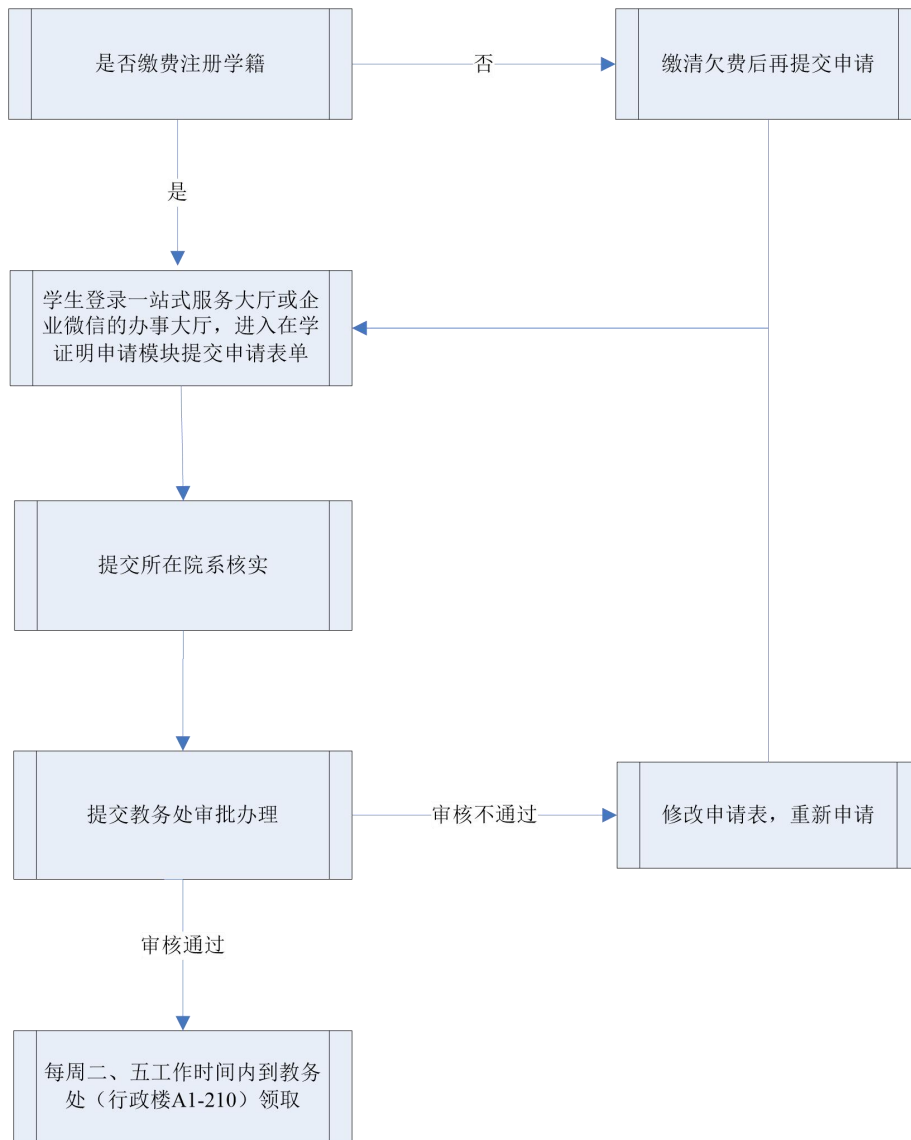 是否缴费注册学籍
否
缴清欠费后再提交申请
是
学生登录一站式服务大厅或企
业微信的办事大厅，进入在学
证明申请模块提交申请表单
提交所在院系核实
提交教务处审批办理
审核不通过
修改申请表，重新申请
审核通过
每周二、五工作时间内到教务
处（行政楼A1-210）领取